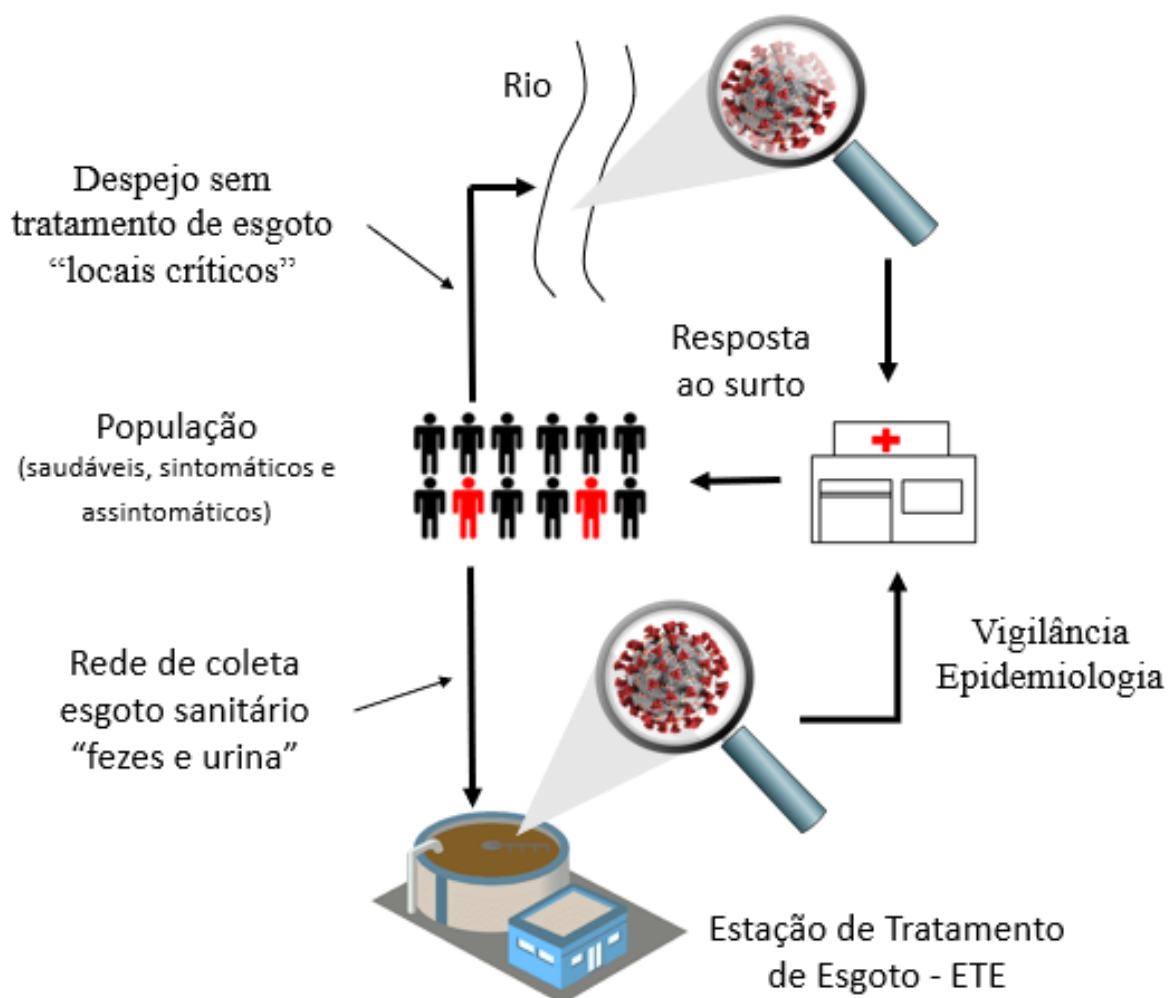 Rio
Despejo sem
tratamento de esgoto
“locais críticos”
Resposta
ao surto
População
(saudáveis, sintomáticos e
assintomáticos)
Vigilância
Epidemiologia
Rede de coleta
esgoto sanitário
“fezes e urina”
Estação de Tratamento
de Esgoto - ETE